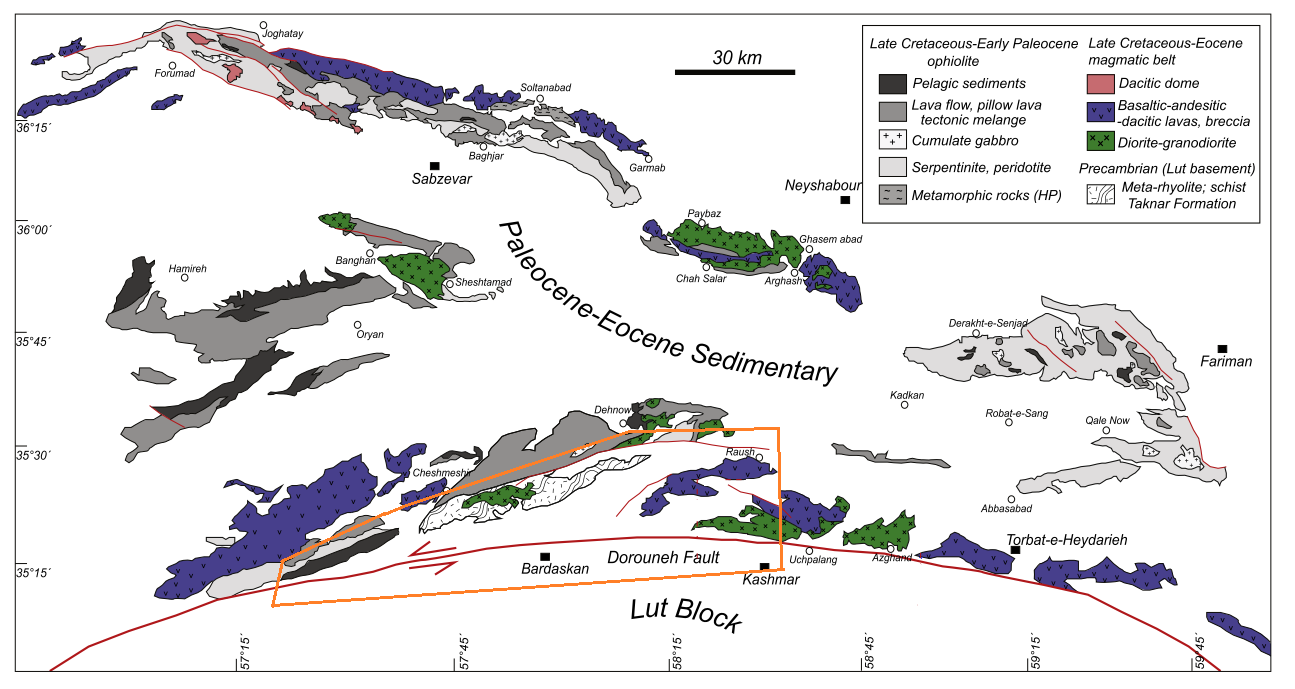 Joghatay
Forumad
30 km
Soltanabad
36°15´
Baghjar
Garmab
Sabzevar
Neyshabour
Late Cretaceous-Early Paleocene
ophiolite
Pelagic sediments
Lava flow, pillow lava
tectonic melange
Cumulate gabbro
Serpentinite, peridotite
Metamorphic rocks (HP)
Late Cretaceous-Eocene
magmatic belt
Dacitic dome
Basaltic-andesitic
-dacitic lavas, breccia
Diorite-granodiorite
Precambrian (Lut basement)
Meta-rhyolite; schist
Taknar Formation
36°00´
Paybaz
Ghasem abad
Banghan
Hamireh
Sheshtamad
Chah Salar
Arghash
Paleocene-Eocene Sedimentary
35°45´
Oryan
Derakht-e-Senjad
Fariman
Kadkan
Robat-e-Sang
Qale Now
Dehnow
35°30´
Cheshmeshir
Raush
Abbasabad
35°15´
Bardaskan
Dorouneh Fault
Kashmar
Uchpalang
Azghand
Torbat-e-Heydarieh
Lut Block
57°15´
57°45´
58°15´
58°45´
59°15´
59°45´